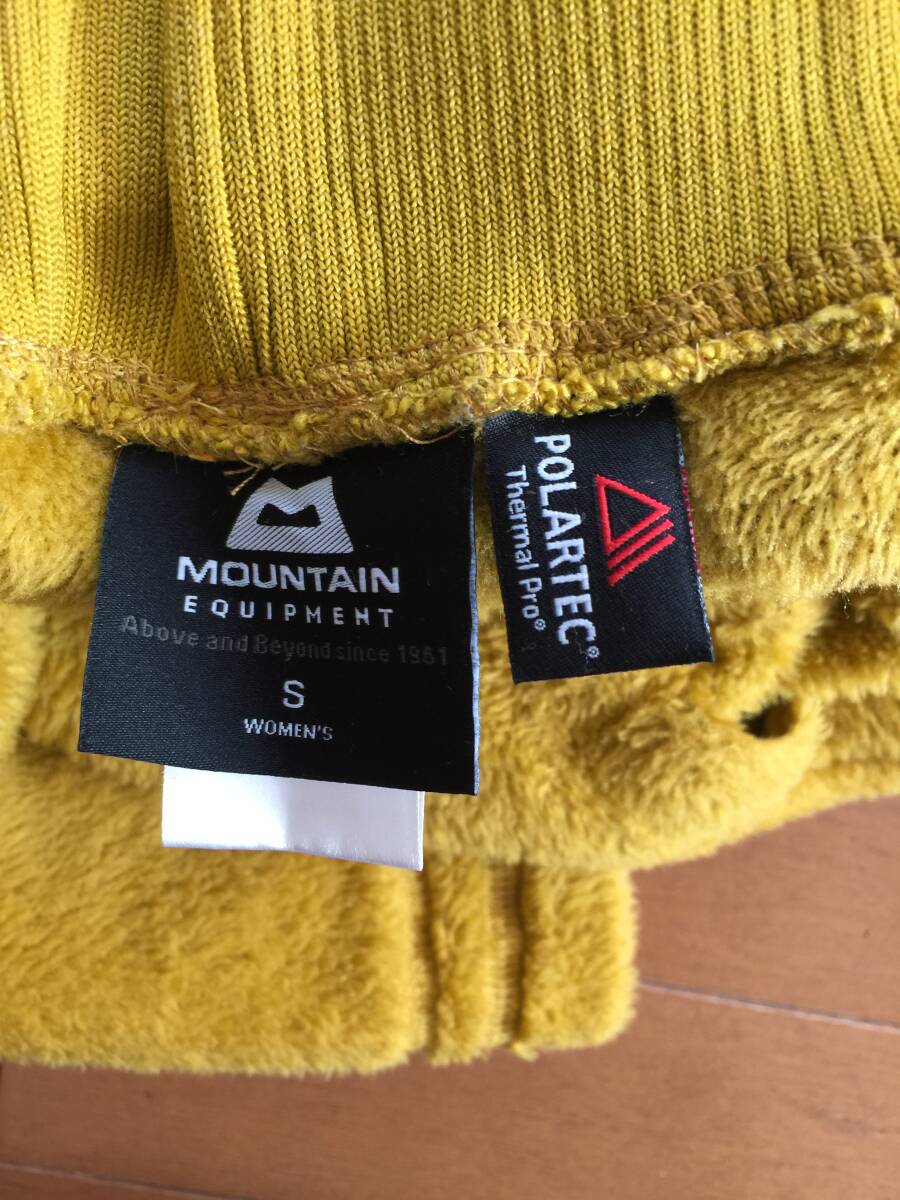 MOUNTAIN
EQUIPMENT
Above and Beyond since 1961
S
WOMEN'S
POLARTEC®
Thermal Pro®